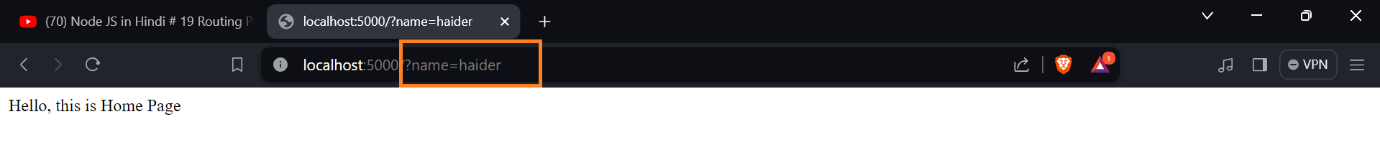 (70) Node JS in Hindi # 19 Routing P
localhost:5000/?name=haider
localhost:5000/?name=haider
1
VPN
Hello, this is Home Page